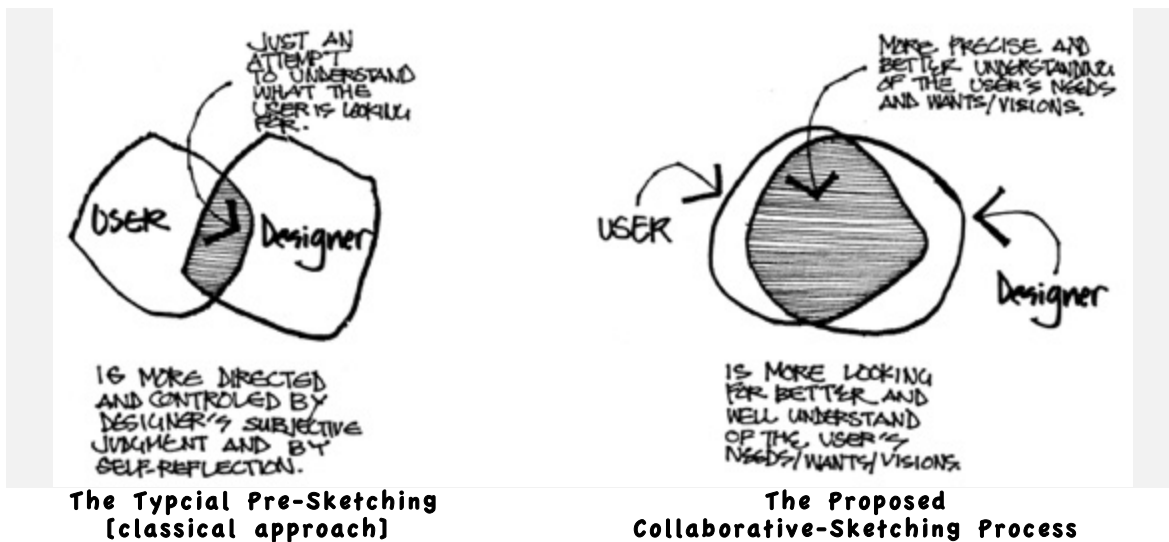 JUST AN
ATTEMPT
TO UNDERSTAND
WHAT THE
USER IS LOOKING
FOR.
USER
Designer
IS MORE DIRECTED
AND CONTROLED BY
DESIGNER'S SUBJECTIVE
JUDGMENT AND BY
SELF-REFLECTION.
The Typcial Pre-Sketching
[classical approach]
MORE PRECISE AND
BETTER UNDERSTANDING
OF THE USER'S NEEDS
AND WANTS/VISIONS.
USER
Designer
IS MORE LOOKING
FOR BETTER AND
WELL UNDERSTAND
OF THE USER'S
NEEDS/WANTS/VISIONS.
The Proposed
Collaborative-Sketching Process